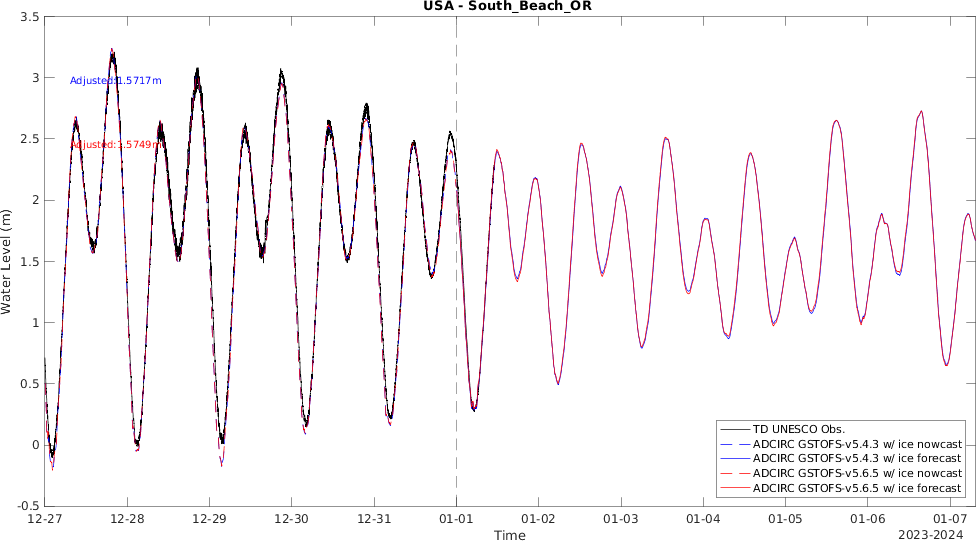 USA - South_Beach_OR
3.5
3
2.5
2
1.5
1
0.5
0
-0.5
Water Level (m)
Adjusted:1.5717m
Adjusted:1.5749m
TD UNESCO Obs.
ADCIRC GSTOFS-v5.4.3 w/ ice nowcast
ADCIRC GSTOFS-v5.4.3 w/ ice forecast
ADCIRC GSTOFS-v5.6.5 w/ ice nowcast
ADCIRC GSTOFS-v5.6.5 w/ ice forecast
12-27 12-28 12-29 12-30 12-31 01-01 01-02 01-03 01-04 01-05 01-06 01-07
Time
2023-2024